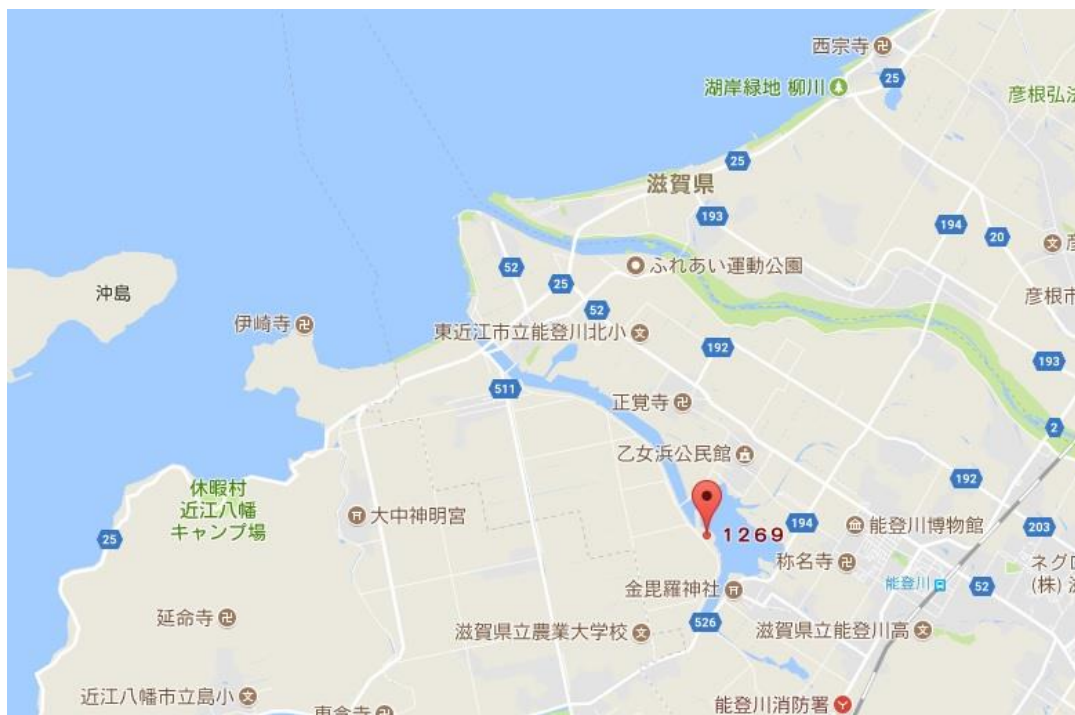 西宗寺
25
湖岸緑地 柳川
彦根弘法
25
滋賀県
193
194
20
52
ふれあい運動公園
25
沖島
彦根市
52
伊崎寺
東近江市立能登川北小
192
193
511
正覚寺
2
乙女浜公民館
192
休暇村
近江八幡
キャンプ場
大中神明宮
194
能登川博物館
203
25
1269
称名寺
ネグロ
(株)
能登川
52
金毘羅神社
延命寺
526
滋賀県立農業大学校
滋賀県立能登川高
近江八幡市立島小
能登川消防署